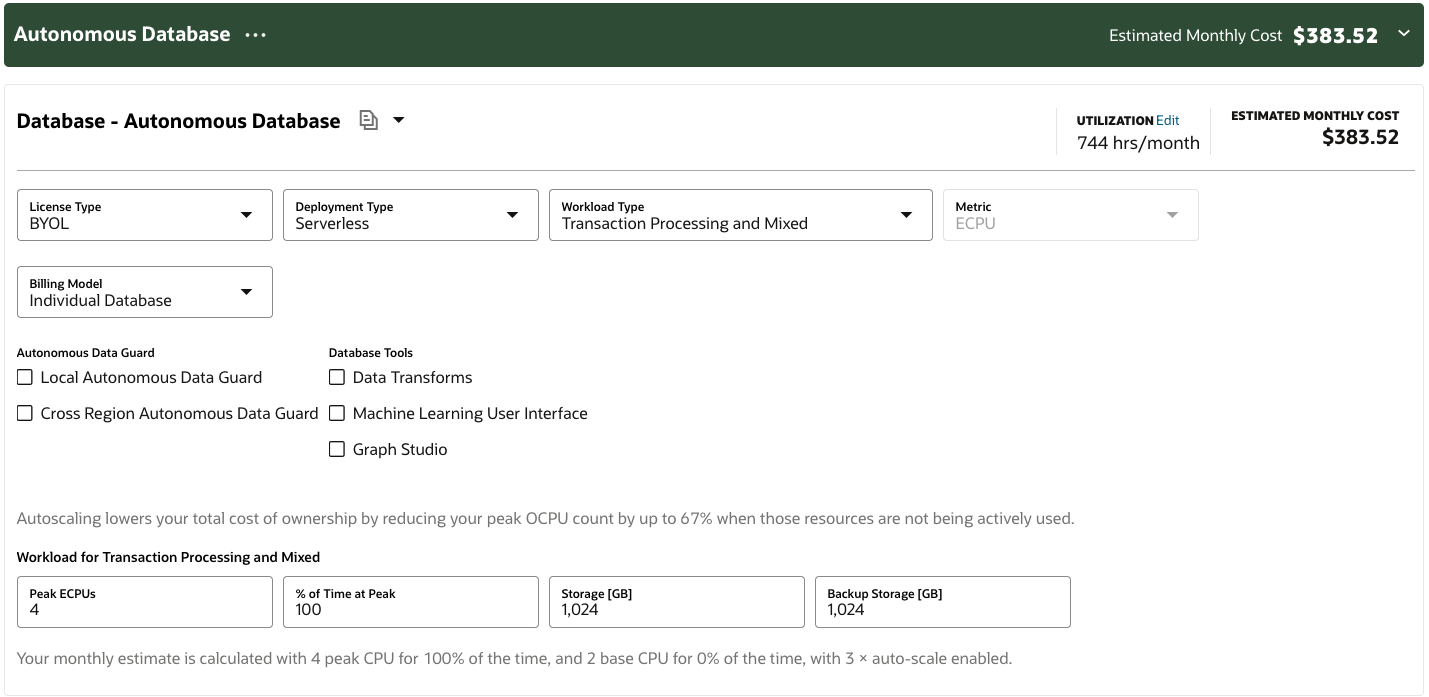 Autonomous Database ...
Estimated Monthly Cost $383.52
Database - Autonomous Database
UTILIZATION Edit
744 hrs/month
ESTIMATED MONTHLY COST
$383.52
License Type
BYOL
Deployment Type
Serverless
Workload Type
Transaction Processing and Mixed
Metric
ECPU
Billing Model
Individual Database
Autonomous Data Guard
Local Autonomous Data Guard
Cross Region Autonomous Data Guard
Database Tools
Data Transforms
Machine Learning User Interface
Graph Studio
Autoscaling lowers your total cost of ownership by reducing your peak OCPU count by up to 67% when those resources are not being actively used.
Workload for Transaction Processing and Mixed
Peak ECPUs
4
% of Time at Peak
100
Storage [GB]
1,024
Backup Storage [GB]
1,024
Your monthly estimate is calculated with 4 peak CPU for 100% of the time, and 2 base CPU for 0% of the time, with 3 × auto-scale enabled.